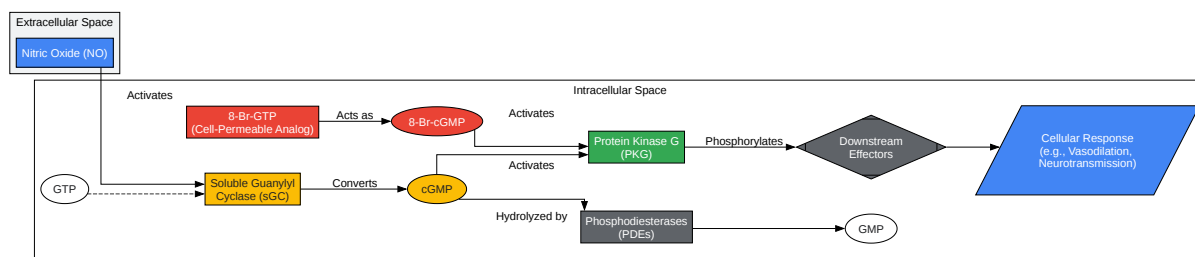 Extracellular Space
Nitric Oxide (NO)
Intracellular Space
Activates
8-Br-GTP
(Cell-Permeable Analog)
Acts as
8-Br-cGMP
Activates
Protein Kinase G
(PKG)
Phosphorylates
Downstream
Effectors
Cellular Response
(e.g., Vasodilation,
Neurotransmission)
Activates
GTP
Soluble Guanylyl
Cyclase (sGC)
Converts
cGMP
Hydrolyzed by
Phosphodiesterases
(PDEs)
GMP